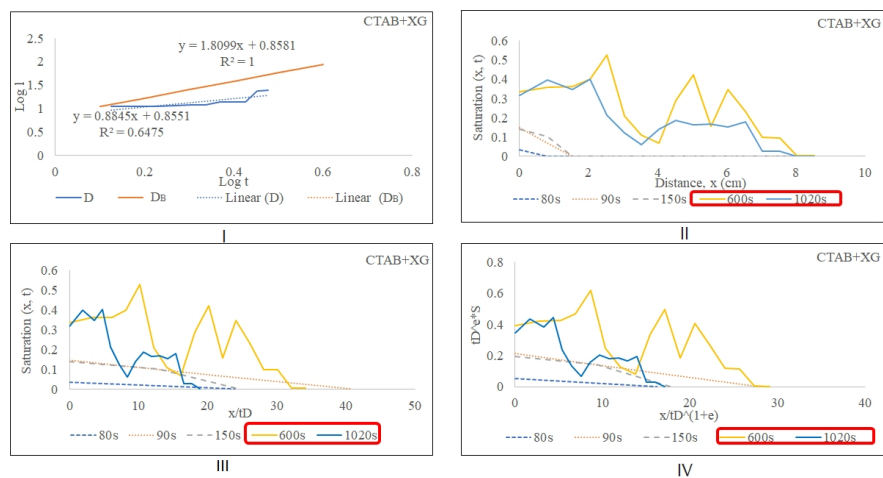 CTAB+XG
y = 1.8099x + 0.8581
R² = 1
y = 0.8845x + 0.8551
R² = 0.6475
Log l
2.5
2
1.5
1
0.5
0
0 0.2 0.4 0.6 0.8
Log t
D DB Linear (D) Linear (DB)
I
CTAB+XG
Saturation (x, t)
0.6
0.5
0.4
0.3
0.2
0.1
0
0 2 4 6 8 10
Distance, x (cm)
80s 90s 150s 600s 1020s
II
CTAB+XG
Saturation (x, t)
0.6
0.5
0.4
0.3
0.2
0.1
0
0 10 20 30 40 50
x/tD
80s 90s 150s 600s 1020s
III
CTAB+XG
tD^e*S
0.8
0.6
0.4
0.2
0
0 10 20 30 40
x/tD^(1+e)
80s 90s 150s 600s 1020s
IV